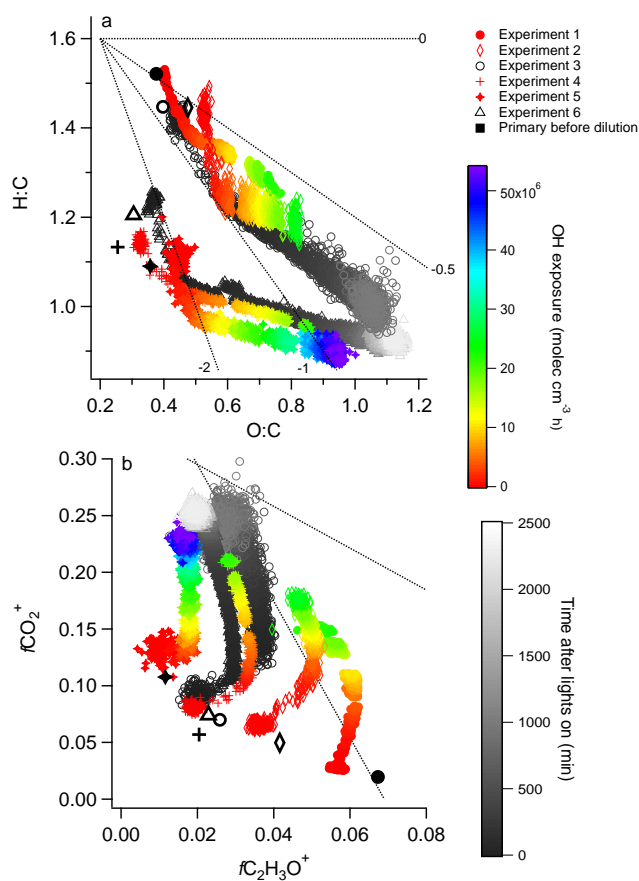 a
1.6
1.4
1.2
1.0
H:C
0
-0.5
-1
-2
0.2
0.4
0.6
0.8
1.0
1.2
O:C
Experiment 1
Experiment 2
Experiment 3
Experiment 4
Experiment 5
Experiment 6
Primary before dilution
50x10⁶
40
30
20
10
0
OH exposure (molec cm⁻³ h)
b
0.30
0.25
0.20
0.15
0.10
0.05
0.00
fCO₂⁺
0.00
0.02
0.04
0.06
0.08
fC₂H₃O⁺
2500
2000
1500
1000
500
0
Time after lights on (min)